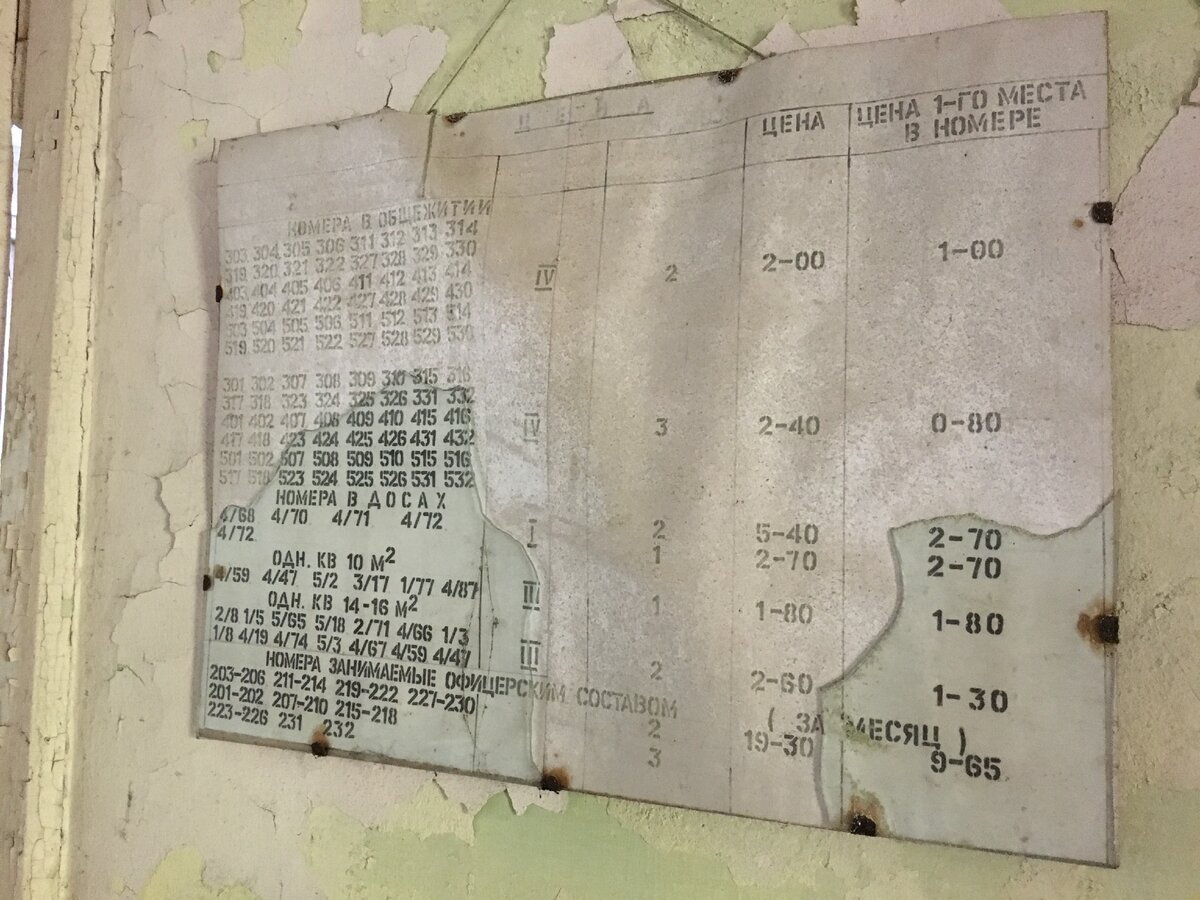 ЦЕНА
ЦЕНА ЦЕНА 1-ГО МЕСТА
В НОМЕРЕ
НОМЕРА В ОБЩЕЖИТИИ
303 304 305 306 311 312 313 314
319 320 321 322 327 328 329 330
403 404 405 406 411 412 413 414
419 420 421 422 427 428 429 430
503 504 505 506 511 512 513 514
519 520 521 522 527 528 529 530
IV 2 2-00 1-00
301 302 307 308 309 310 315 316
317 318 323 324 325 326 331 332
401 402 407 408 409 410 415 416
417 418 423 424 425 426 431 432
501 502 507 508 509 510 515 516
517 518 523 524 525 526 531 532
IV 3 2-40 0-80
НОМЕРА В ДОСАХ
4/68 4/70 4/71 4/72
4/72
I 2 5-40 2-70
1 2-70 2-70
ОДН. КВ 10 М2
4/59 4/47 5/2 3/17 1/77 4/87
III 1 1-80 1-80
ОДН. КВ 14-16 М2
2/8 1/5 5/65 5/18 2/71 4/66 1/3
1/8 4/19 4/74 5/3 4/67 4/59 4/47
III 2 2-60 1-30
НОМЕРА ЗАНИМАЕМЫЕ ОФИЦЕРСКИМ СОСТАВОМ ( ЗА МЕСЯЦ )
203-206 211-214 219-222 227-230
201-202 207-210 215-218
223-226 231 232
2 19-30 9-65
3